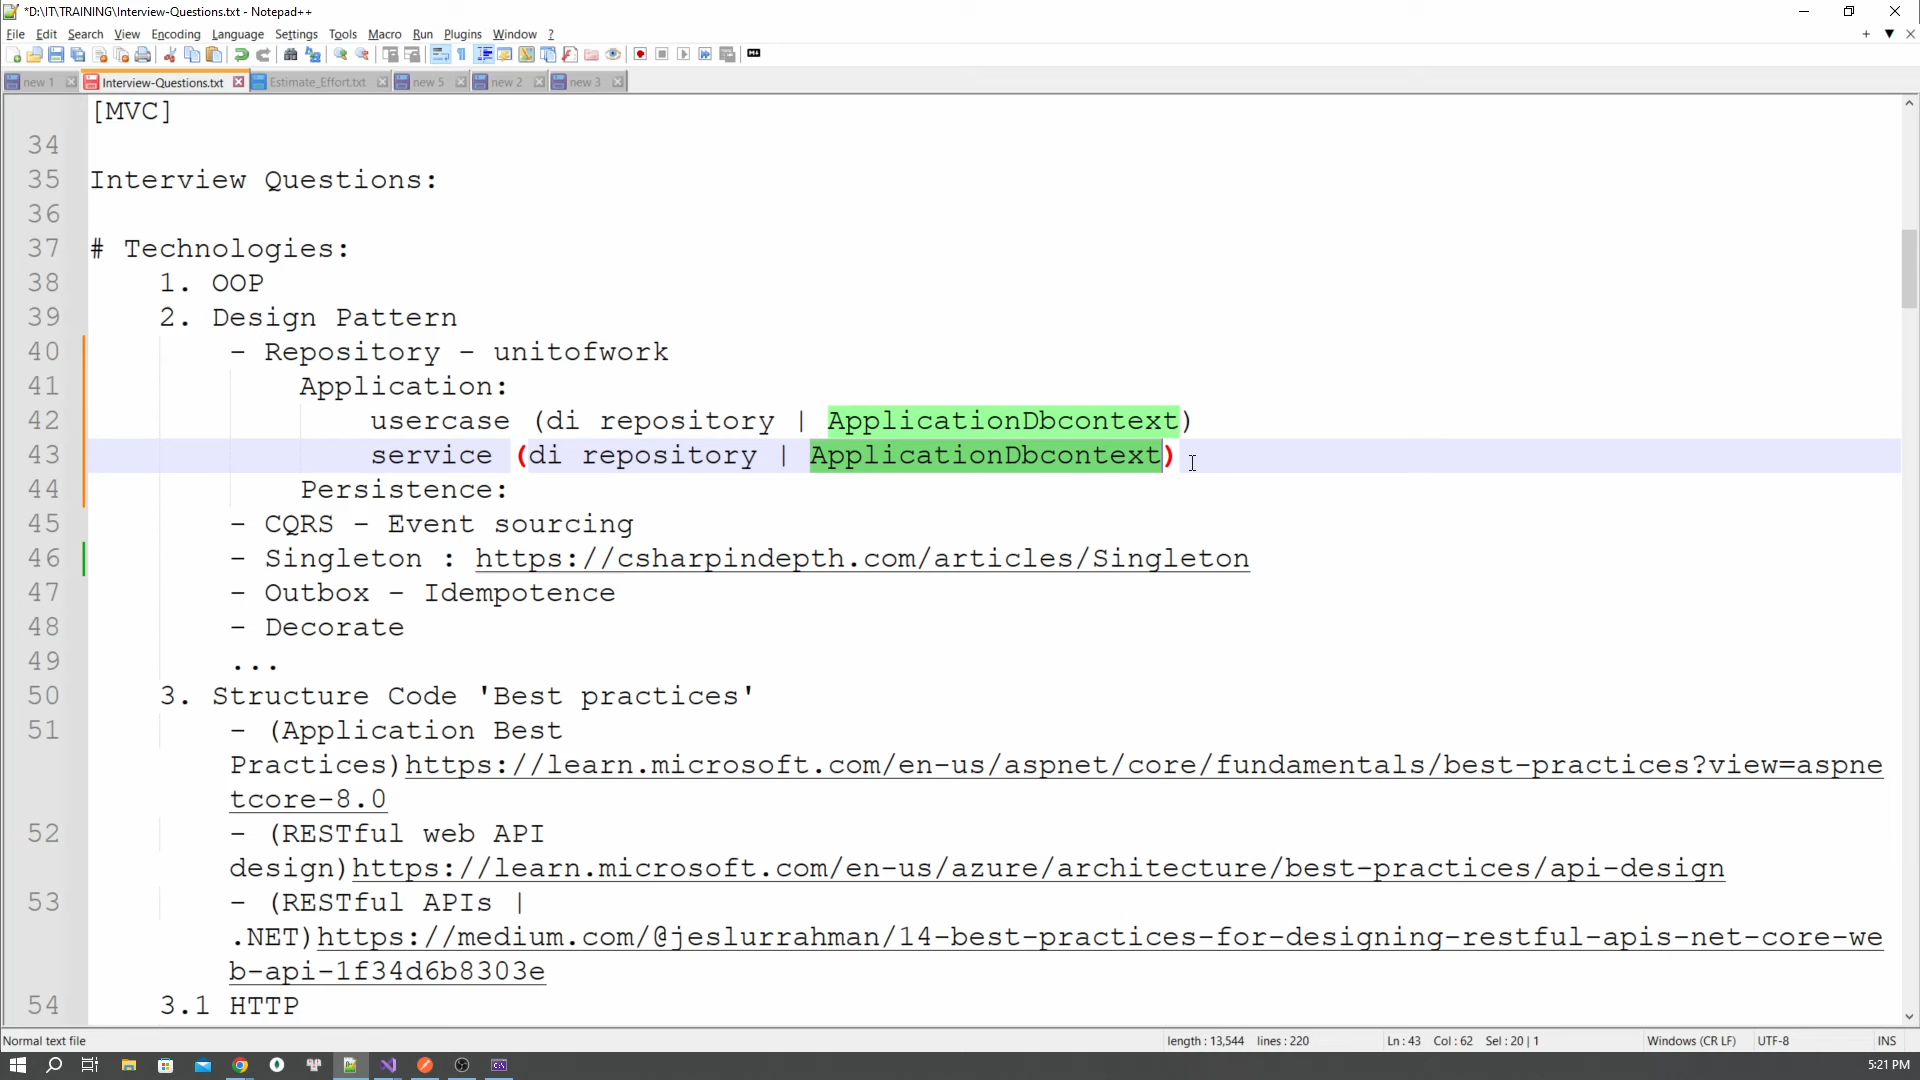 *D:\IT\TRAINING\Interview-Questions.txt - Notepad++
File Edit Search View Encoding Language Settings Tools Macro Run Plugins Window ?
new 1 Interview-Questions.txt Estimate_Effort.txt new 5 new 2 new 3
[MVC]
34
35 Interview Questions:
36
37 # Technologies:
38 1. OOP
39 2. Design Pattern
40 - Repository - unitofwork
41 Application:
42 usercase (di repository | ApplicationDbcontext)
43 service (di repository | ApplicationDbcontext)
44 Persistence:
45 - CQRS - Event sourcing
46 - Singleton : https://csharpindepth.com/articles/Singleton
47 - Outbox - Idempotence
48 - Decorate
49 ...
50 3. Structure Code 'Best practices'
51 - (Application Best
Practices)https://learn.microsoft.com/en-us/aspnet/core/fundamentals/best-practices?view=aspne
tcore-8.0
52 - (RESTful web API
design)https://learn.microsoft.com/en-us/azure/architecture/best-practices/api-design
53 - (RESTful APIs |
.NET)https://medium.com/@jeslurrahman/14-best-practices-for-designing-restful-apis-net-core-we
b-api-1f34d6b8303e
54 3.1 HTTP
Normal text file length : 13,544 lines : 220 Ln : 43 Col : 62 Sel : 20 | 1 Windows (CR LF) UTF-8 INS
5:21 PM